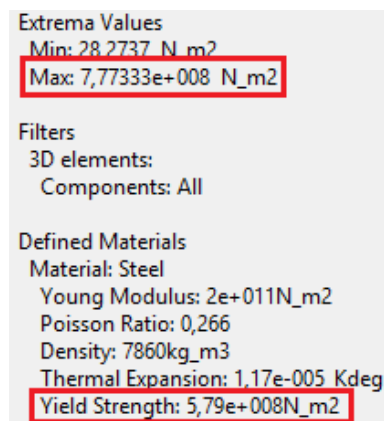 Extrema Values
Min: 28,2737 N_m2
Max: 7,77333e+008 N_m2
Filters
3D elements:
Components: All
Defined Materials
Material: Steel
Young Modulus: 2e+011N_m2
Poisson Ratio: 0,266
Density: 7860kg_m3
Thermal Expansion: 1,17e-005_Kdeg
Yield Strength: 5,79e+008N_m2